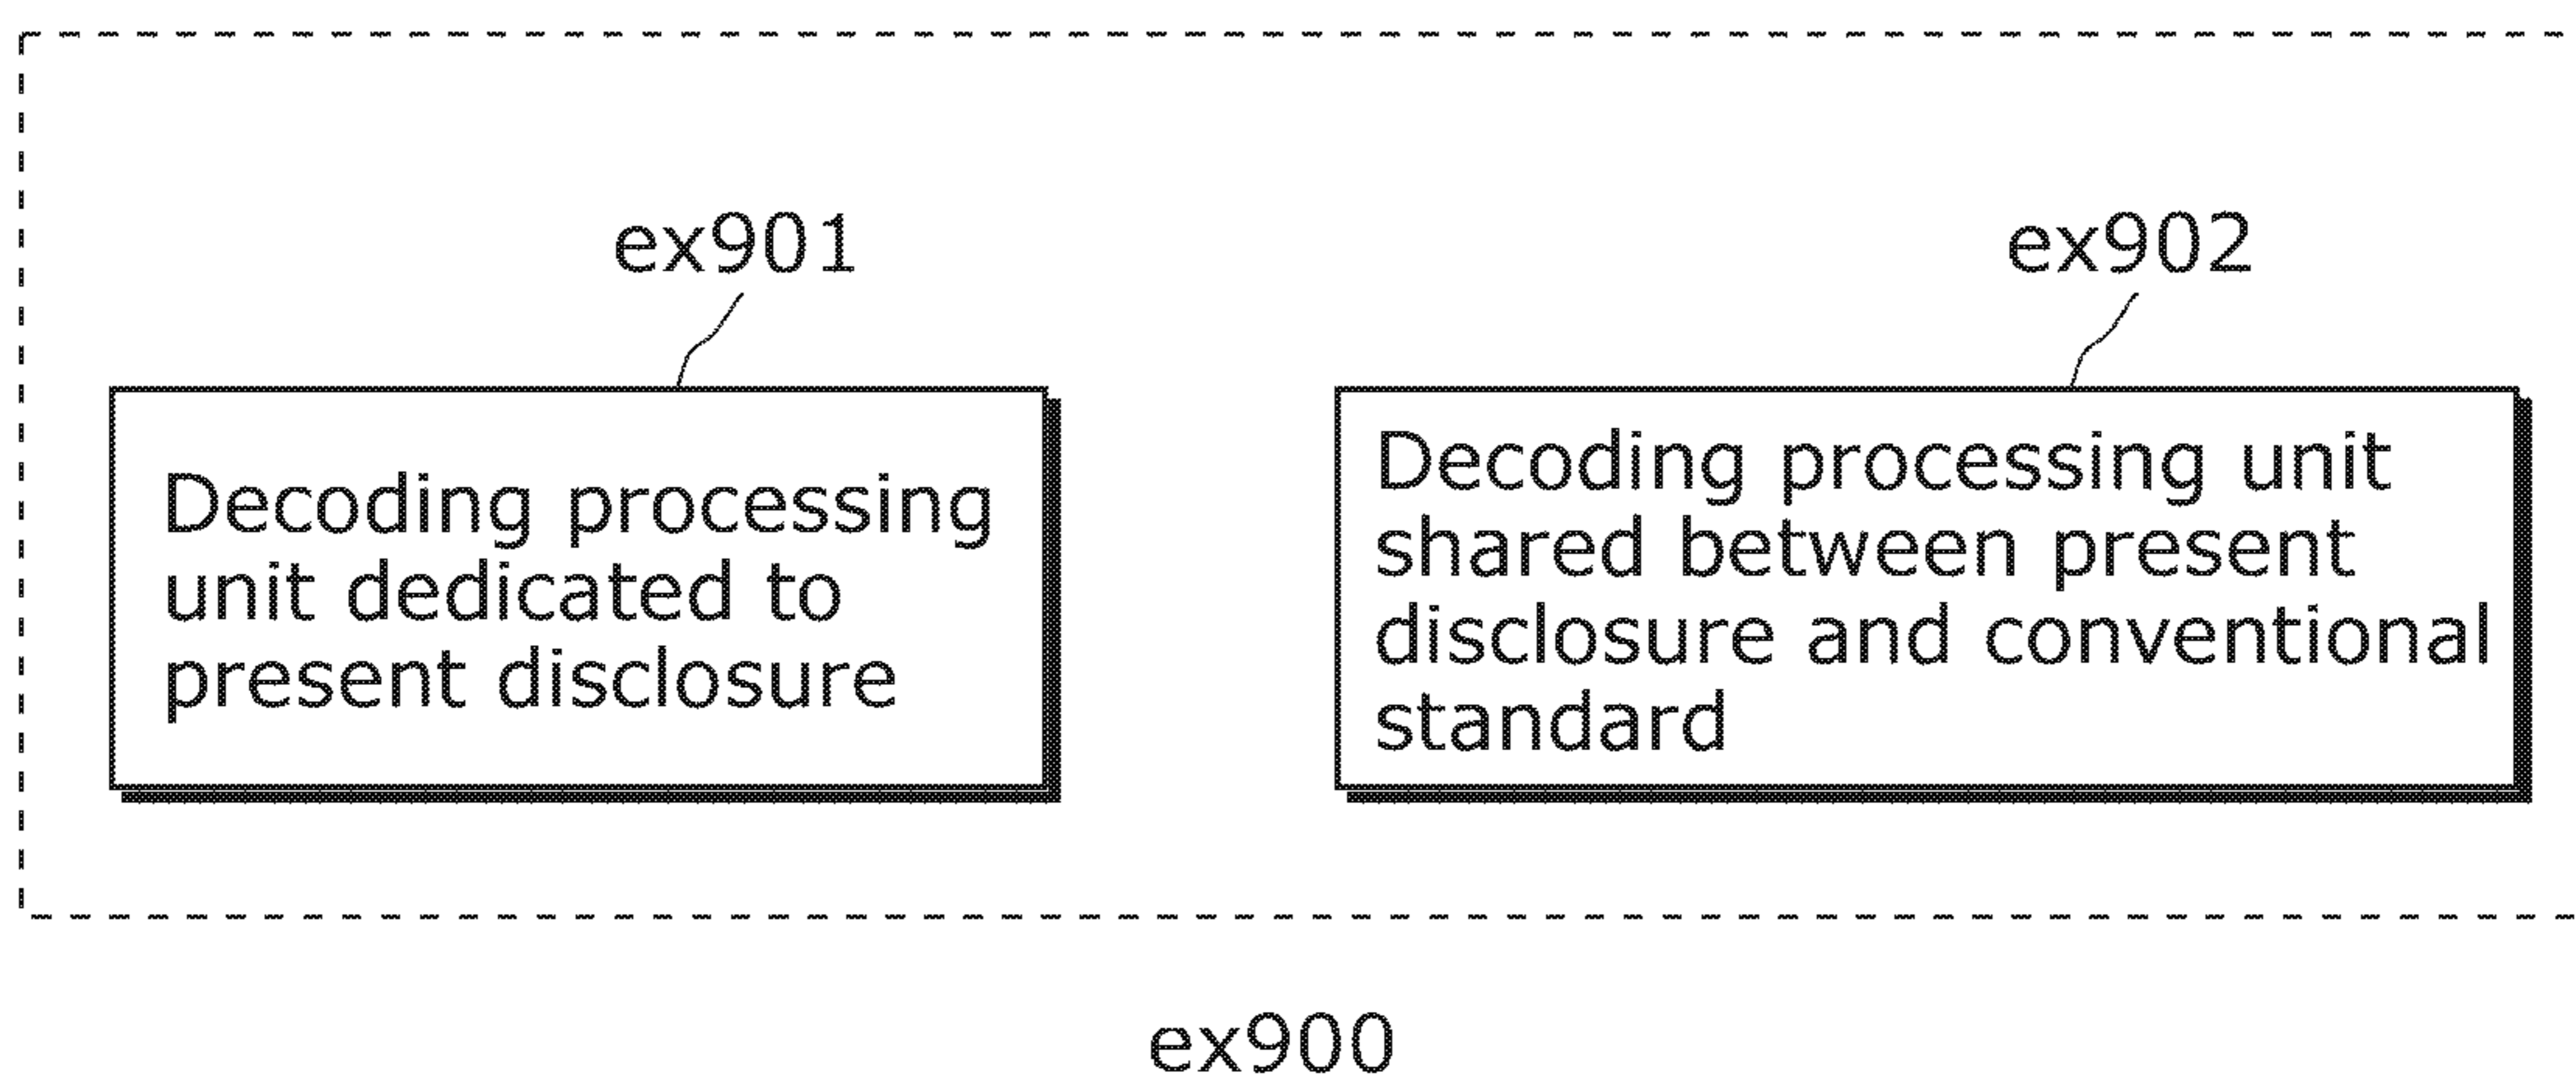 ex901
ex902
Decoding processing
unit dedicated to
present disclosure
Decoding processing unit
shared between present
disclosure and conventional
standard
ex900